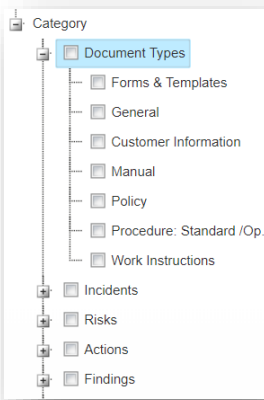 Category
Document Types
Forms & Templates
General
Customer Information
Manual
Policy
Procedure: Standard /Op.
Work Instructions
Incidents
Risks
Actions
Findings